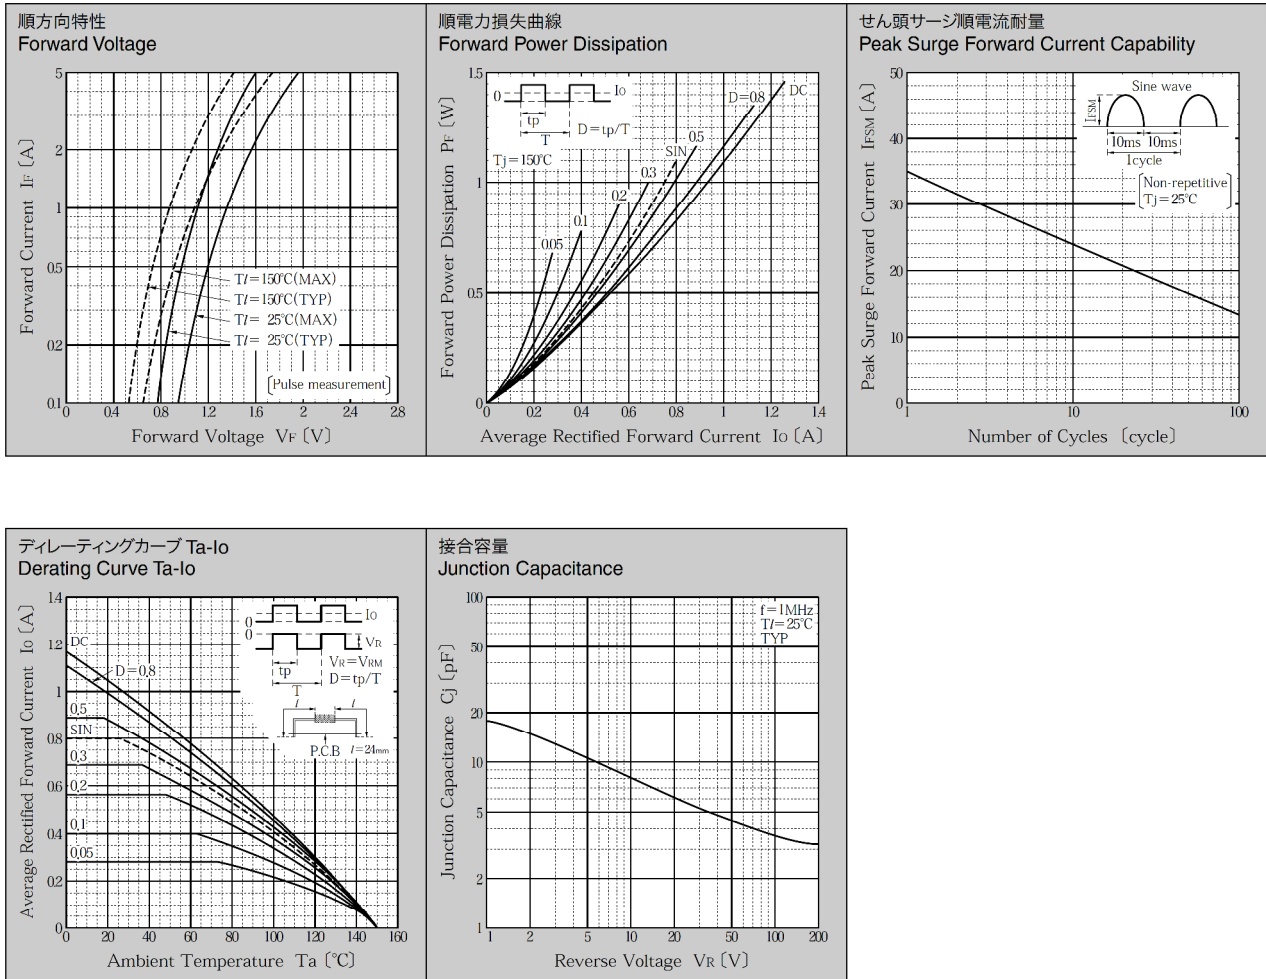 順方向特性
Forward Voltage
Forward Current IF〔A〕
5
2
1
0.5
0.2
0.1
0 0.4 0.8 1.2 1.6 2 2.4 2.8
Forward Voltage VF〔V〕
Tl=150℃(MAX)
Tl=150℃(TYP)
Tl= 25℃(MAX)
Tl= 25℃(TYP)
〔Pulse measurement〕
順電力損失曲線
Forward Power Dissipation
Forward Power Dissipation PF〔W〕
1.5
1
0.5
0
0 0.2 0.4 0.6 0.8 1 1.2 1.4
Average Rectified Forward Current IO〔A〕
0
IO
tp
T
D=tp/T
Tj=150℃
DC
D=0.8
0.5
SIN
0.3
0.2
0.1
0.05
せん頭サージ順電流耐量
Peak Surge Forward Current Capability
Peak Surge Forward Current IFSM〔A〕
50
40
30
20
10
0
1 10 100
Number of Cycles 〔cycle〕
Sine wave
IFSM
10ms 10ms
1cycle
Non-repetitive
Tj=25℃
ディレーティングカーブ Ta-Io
Derating Curve Ta-Io
Average Rectified Forward Current IO〔A〕
1.4
1.2
1
0.8
0.6
0.4
0.2
0
0 20 40 60 80 100 120 140 160
Ambient Temperature Ta〔℃〕
DC
D=0.8
0.5
SIN
0.3
0.2
0.1
0.05
0
IO
0
VR
tp
VR=VRM
T
D=tp/T
l l
P.C.B
l=24mm
接合容量
Junction Capacitance
Junction Capacitance Cj〔pF〕
100
50
20
10
5
2
1
1 2 5 10 20 50 100 200
Reverse Voltage VR〔V〕
f=1MHz
Tl=25℃
TYP